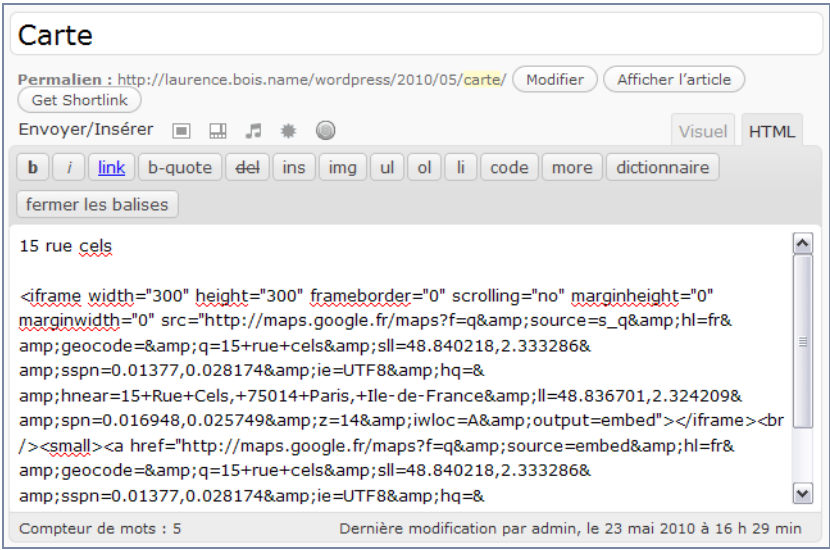 Carte
Permalien : http://laurence.bois.name/wordpress/2010/05/carte/ Modifier Afficher l'article
Get Shortlink
Envoyer/Insérer Visuel HTML
b i link b-quote del ins img ul ol li code more dictionnaire
fermer les balises
15 rue cels
<iframe width="300" height="300" frameborder="0" scrolling="no" marginheight="0"
marginwidth="0" src="http://maps.google.fr/maps?f=q&amp;source=s_q&amp;hl=fr&
amp;geocode=&amp;q=15+rue+cels&amp;sll=48.840218,2.333286&
amp;sspn=0.01377,0.028174&amp;ie=UTF8&amp;hq=&
amp;hnear=15+Rue+Cels,+75014+Paris,+Ile-de-France&amp;ll=48.836701,2.324209&
amp;spn=0.016948,0.025749&amp;z=14&amp;iwloc=A&amp;output=embed"></iframe><br
/><small><a href="http://maps.google.fr/maps?f=q&amp;source=embed&amp;hl=fr&
amp;geocode=&amp;q=15+rue+cels&amp;sll=48.840218,2.333286&
amp;sspn=0.01377,0.028174&amp;ie=UTF8&amp;hq=&
Compteur de mots : 5 Dernière modification par admin, le 23 mai 2010 à 16 h 29 min